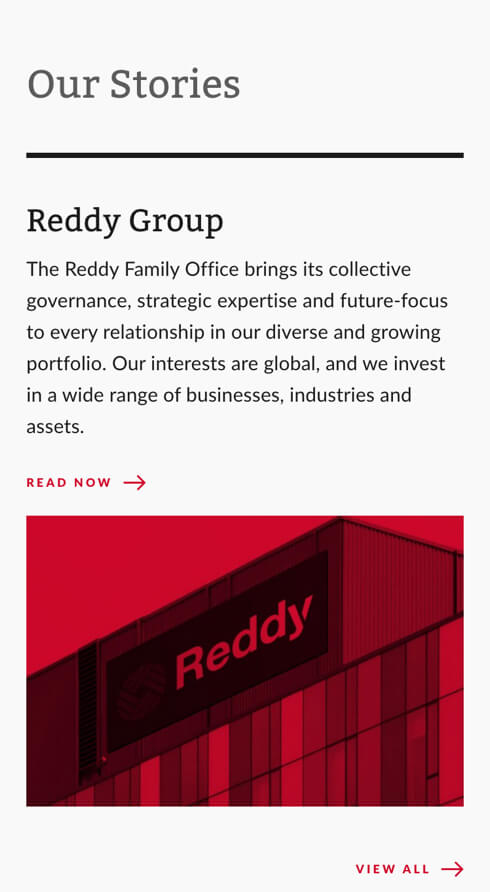 Our Stories
Reddy Group
The Reddy Family Office brings its collective
governance, strategic expertise and future-focus
to every relationship in our diverse and growing
portfolio. Our interests are global, and we invest
in a wide range of businesses, industries and
assets.
READ NOW
Reddy
VIEW ALL